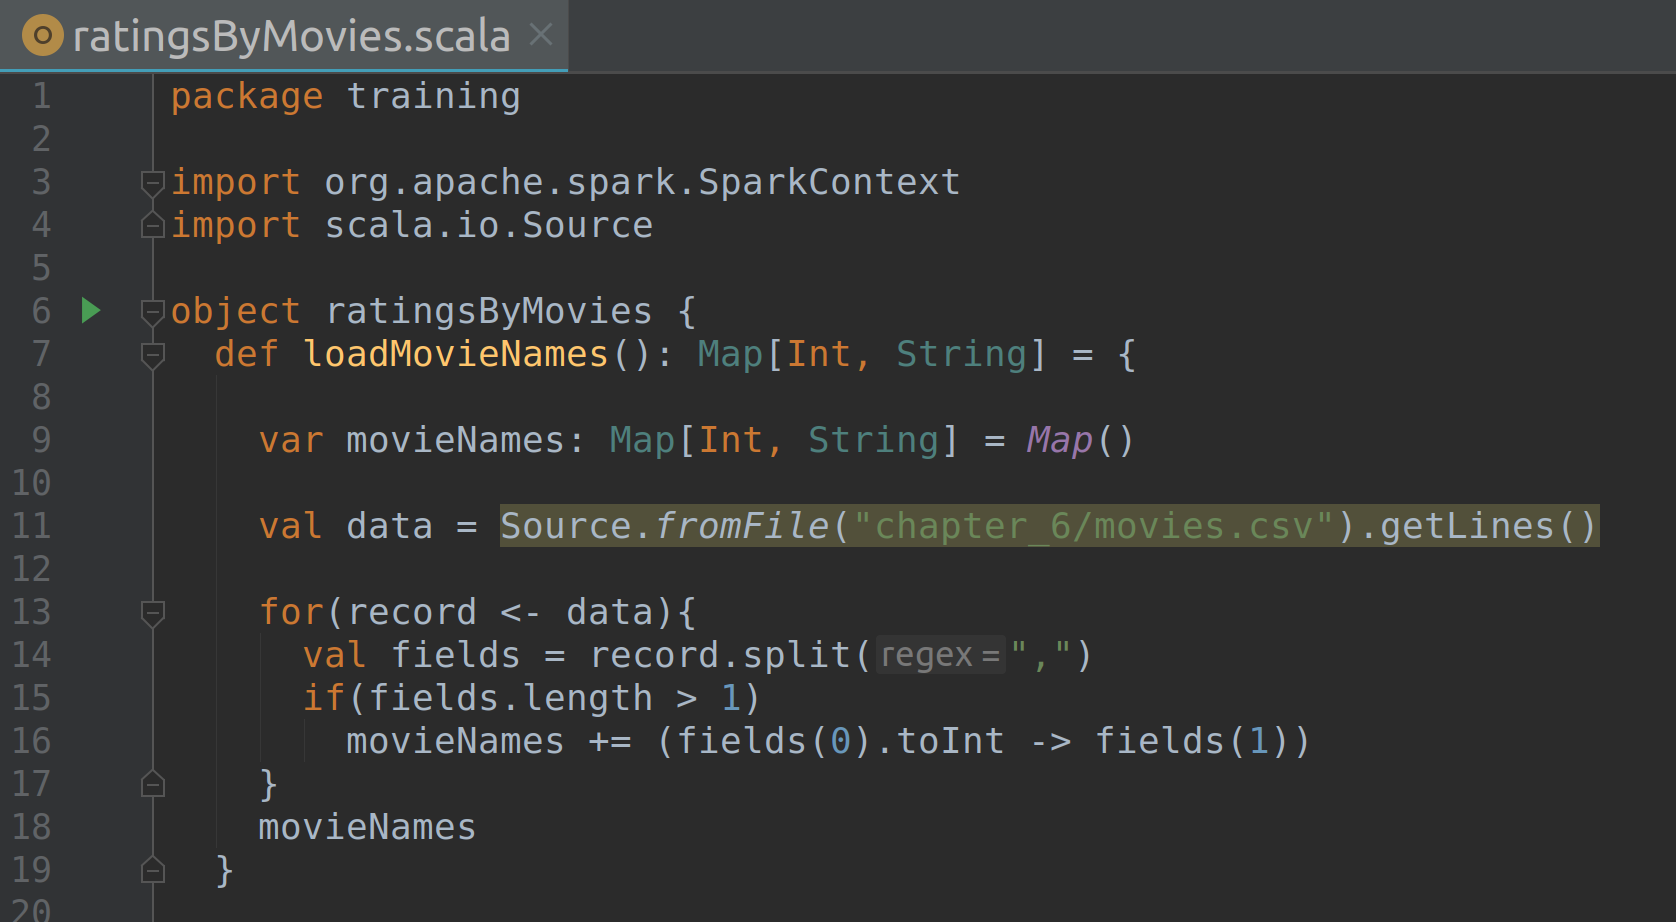 ratingsByMovies.scala
1 package training
2
3 import org.apache.spark.SparkContext
4 import scala.io.Source
5
6 object ratingsByMovies {
7   def loadMovieNames(): Map[Int, String] = {
8
9     var movieNames: Map[Int, String] = Map()
10
11     val data = Source.fromFile("chapter_6/movies.csv").getLines()
12
13     for(record <- data){
14       val fields = record.split( regex = ",")
15       if(fields.length > 1)
16         movieNames += (fields(0).toInt -> fields(1))
17     }
18     movieNames
19   }
20